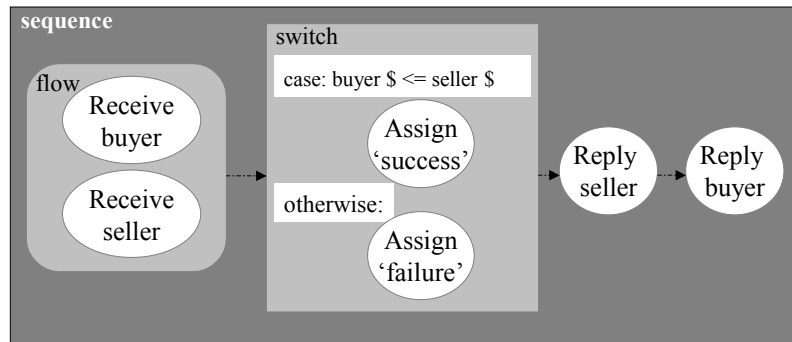 sequence
flow
Receive
buyer
Receive
seller
switch
case: buyer $ <= seller $
Assign
‘success’
otherwise:
Assign
‘failure’
Reply
seller
Reply
buyer